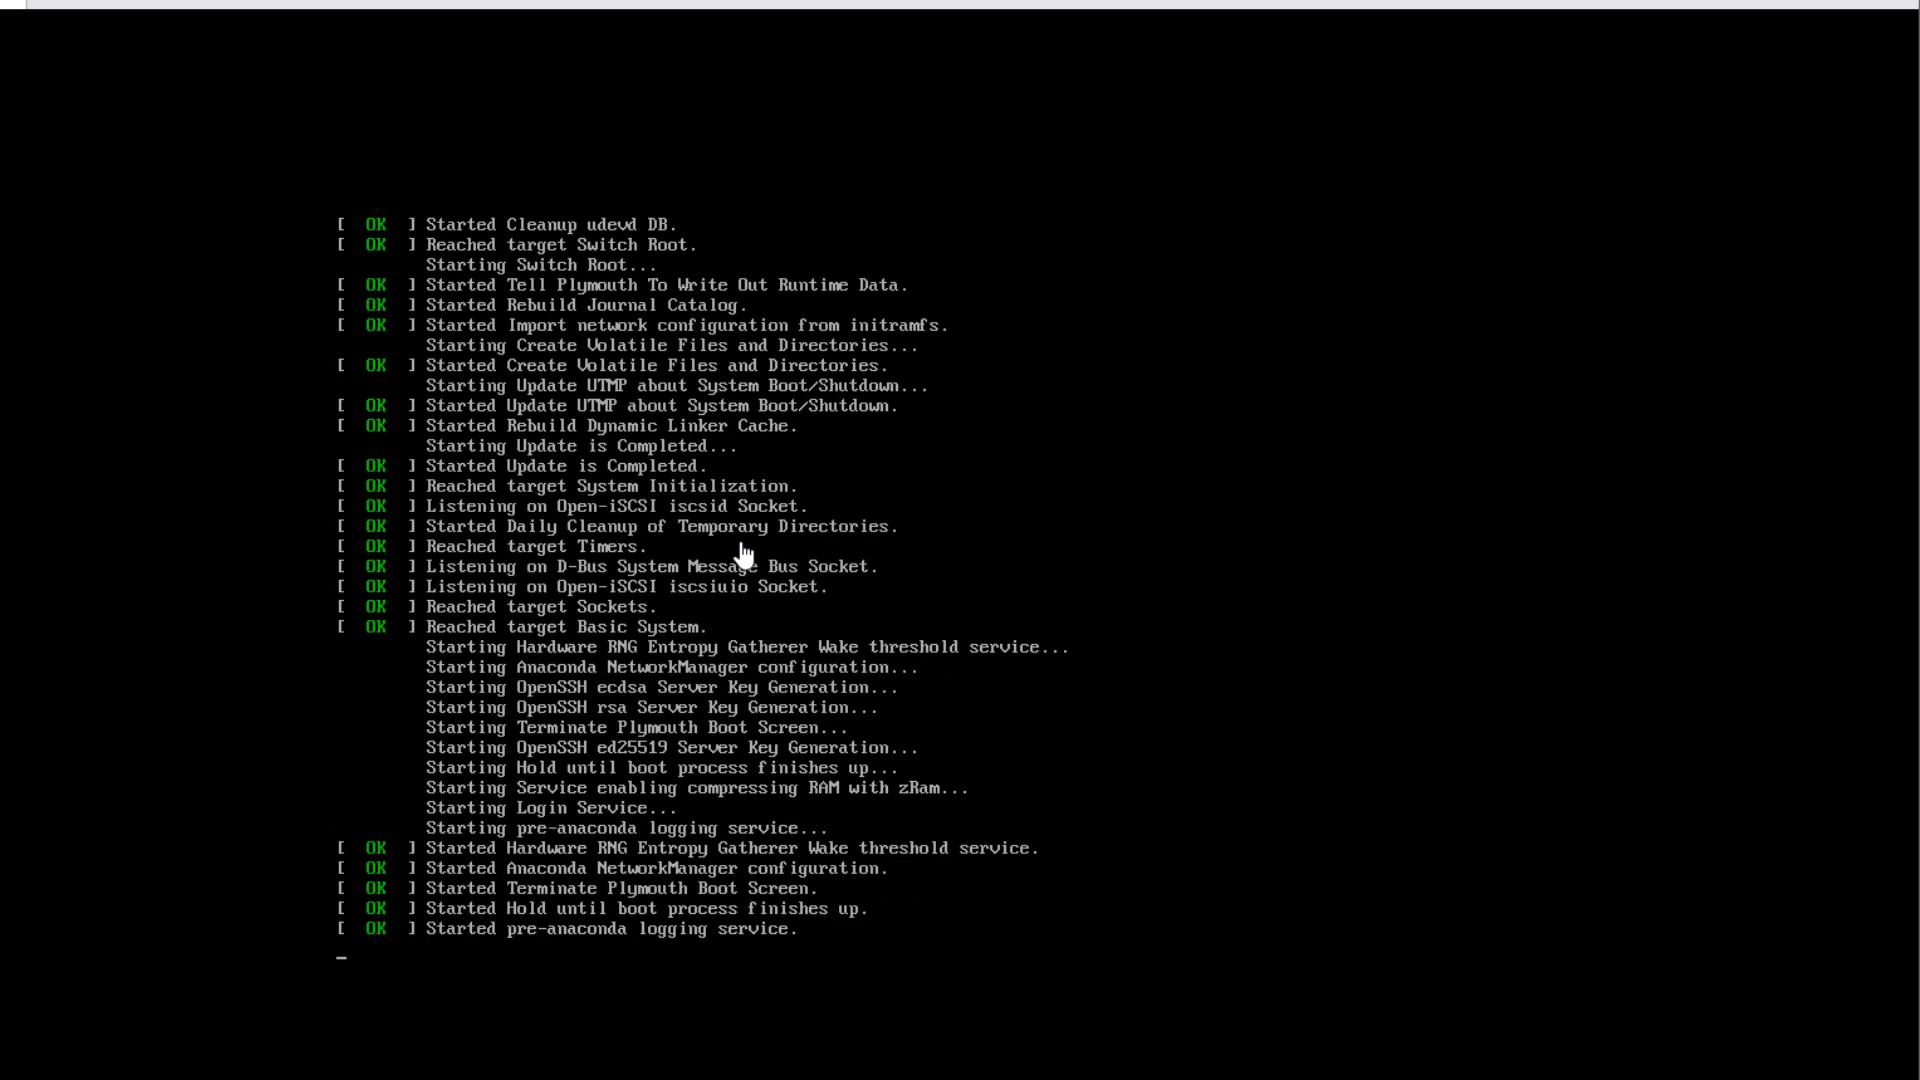 [  OK  ] Started Cleanup udevd DB.
[  OK  ] Reached target Switch Root.
Starting Switch Root...
[  OK  ] Started Tell Plymouth To Write Out Runtime Data.
[  OK  ] Started Rebuild Journal Catalog.
[  OK  ] Started Import network configuration from initramfs.
Starting Create Volatile Files and Directories...
[  OK  ] Started Create Volatile Files and Directories.
Starting Update UTMP about System Boot/Shutdown...
[  OK  ] Started Update UTMP about System Boot/Shutdown.
[  OK  ] Started Rebuild Dynamic Linker Cache.
Starting Update is Completed...
[  OK  ] Started Update is Completed.
[  OK  ] Reached target System Initialization.
[  OK  ] Listening on Open-iSCSI iscsid Socket.
[  OK  ] Started Daily Cleanup of Temporary Directories.
[  OK  ] Reached target Timers.
[  OK  ] Listening on D-Bus System Message Bus Socket.
[  OK  ] Listening on Open-iSCSI iscsiuio Socket.
[  OK  ] Reached target Sockets.
[  OK  ] Reached target Basic System.
Starting Hardware RNG Entropy Gatherer Wake threshold service...
Starting Anaconda NetworkManager configuration...
Starting OpenSSH ecdsa Server Key Generation...
Starting OpenSSH rsa Server Key Generation...
Starting Terminate Plymouth Boot Screen...
Starting OpenSSH ed25519 Server Key Generation...
Starting Hold until boot process finishes up...
Starting Service enabling compressing RAM with zRam...
Starting Login Service...
Starting pre-anaconda logging service...
[  OK  ] Started Hardware RNG Entropy Gatherer Wake threshold service.
[  OK  ] Started Anaconda NetworkManager configuration.
[  OK  ] Started Terminate Plymouth Boot Screen.
[  OK  ] Started Hold until boot process finishes up.
[  OK  ] Started pre-anaconda logging service.